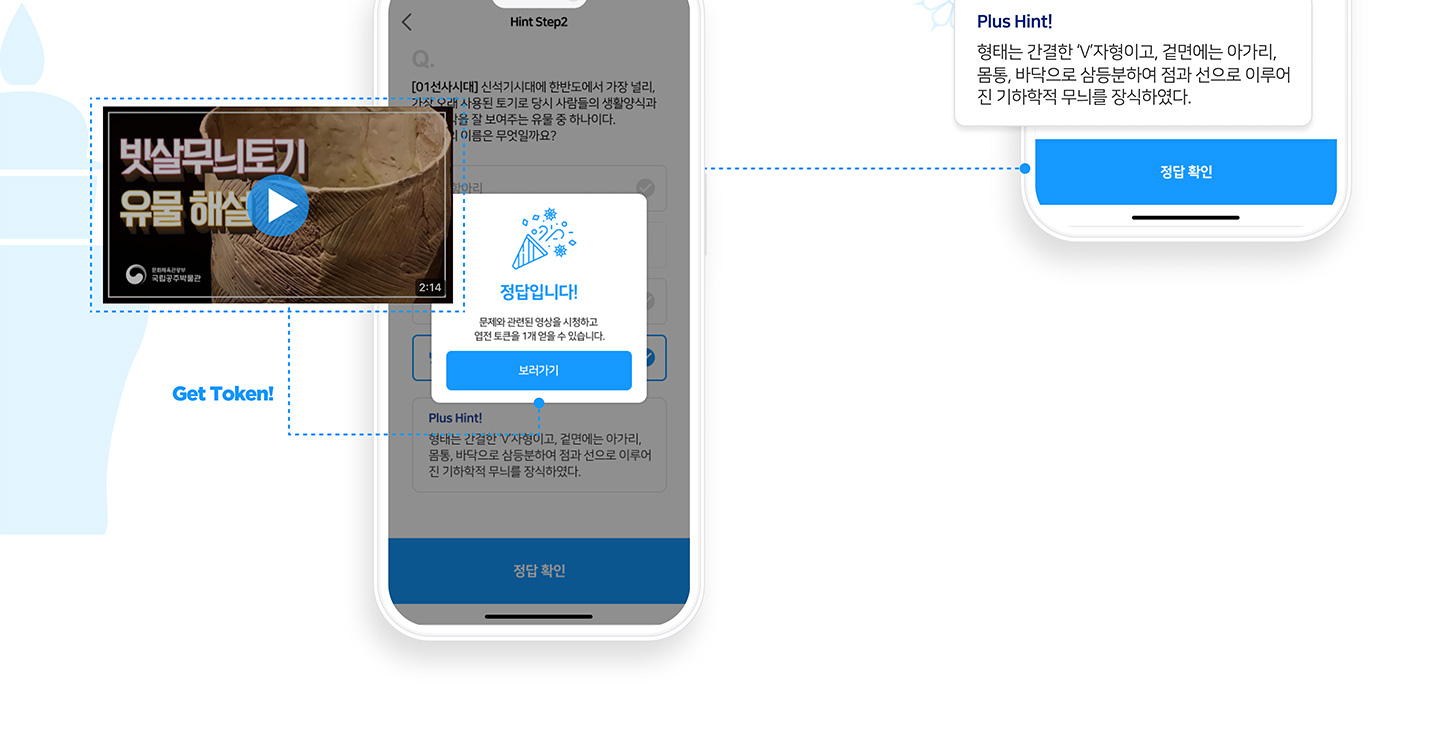 Hint Step2
Q.
[01선사시대] 신석기시대에 한반도에서 가장 널리,
가장 오래 사용된 토기로 당시 사람들의 생활양식과
을 잘 보여주는 유물 중 하나이다.
이름은 무엇일까요?
항아리
빗살무늬토기
유물 해설
문화체육관광부
국립공주박물관
2:14
정답입니다!
문제와 관련된 영상을 시청하고
엽전 토큰을 1개 얻을 수 있습니다.
보러가기
Get Token!
Plus Hint!
형태는 간결한 'V'자형이고, 겉면에는 아가리,
몸통, 바닥으로 삼등분하여 점과 선으로 이루어
진 기하학적 무늬를 장식하였다.
정답 확인
Plus Hint!
형태는 간결한 'V'자형이고, 겉면에는 아가리,
몸통, 바닥으로 삼등분하여 점과 선으로 이루어
진 기하학적 무늬를 장식하였다.
정답 확인